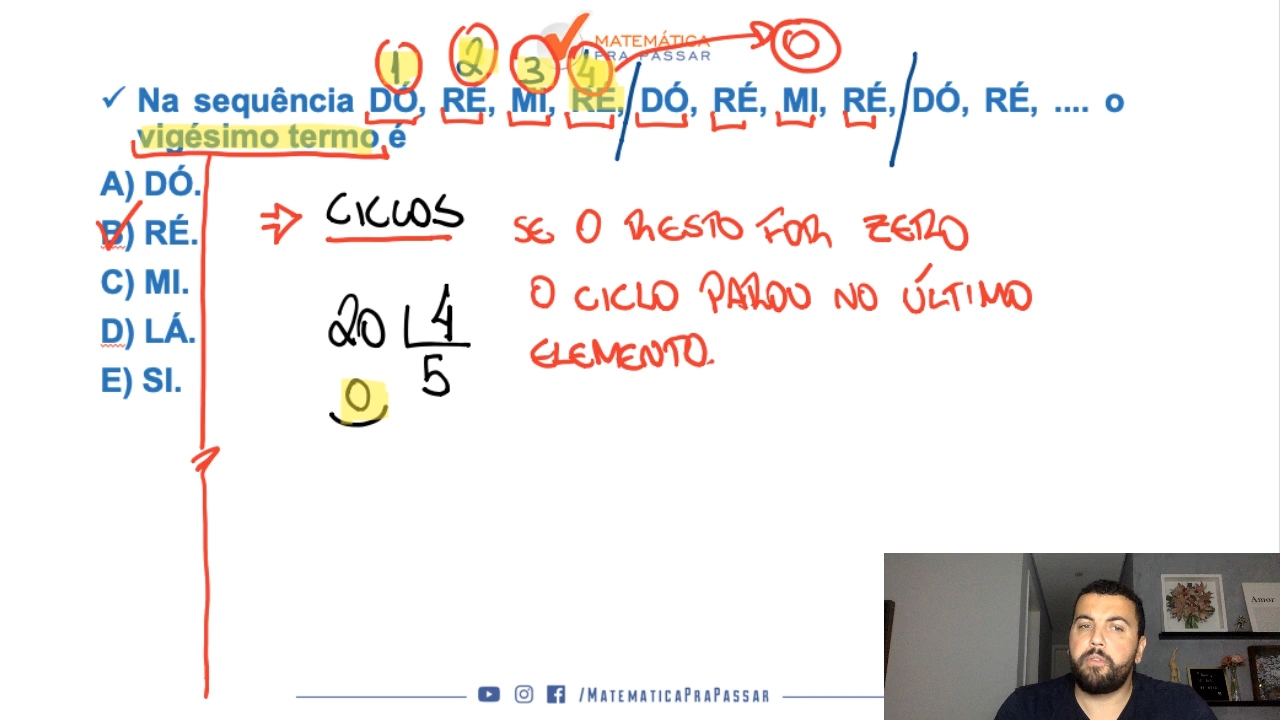 1 2 3 4 0
MATEMÁTICA
PRA PASSAR
✓ Na sequência DÓ, RÉ, MI, RÉ, DÓ, RÉ, MI, RÉ, DÓ, RÉ, .... o
vigésimo termo é
A) DÓ.
B) RÉ.
C) MI.
D) LÁ.
E) SI.
⇒ CICLOS
20 4
0 5
SE O RESTO FOR ZERO
O CICLO PAROU NO ÚLTIMO
ELEMENTO.
Amor
/MATEMATICAPRAPASSAR